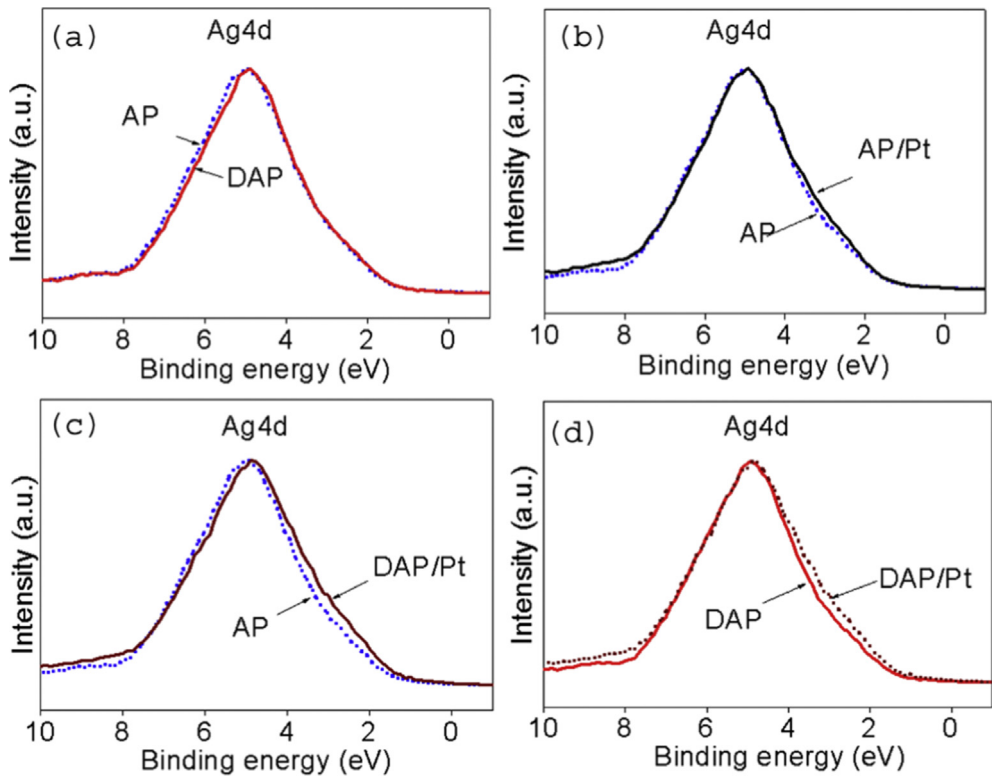 (a)
Ag4d
AP
DAP
Intensity (a.u.)
10 8 6 4 2 0
Binding energy (eV)
(b)
Ag4d
AP/Pt
AP
Intensity (a.u.)
10 8 6 4 2 0
Binding energy (eV)
(c)
Ag4d
DAP/Pt
AP
Intensity (a.u.)
10 8 6 4 2 0
Binding energy (eV)
(d)
Ag4d
DAP/Pt
DAP
Intensity (a.u.)
10 8 6 4 2 0
Binding energy (eV)